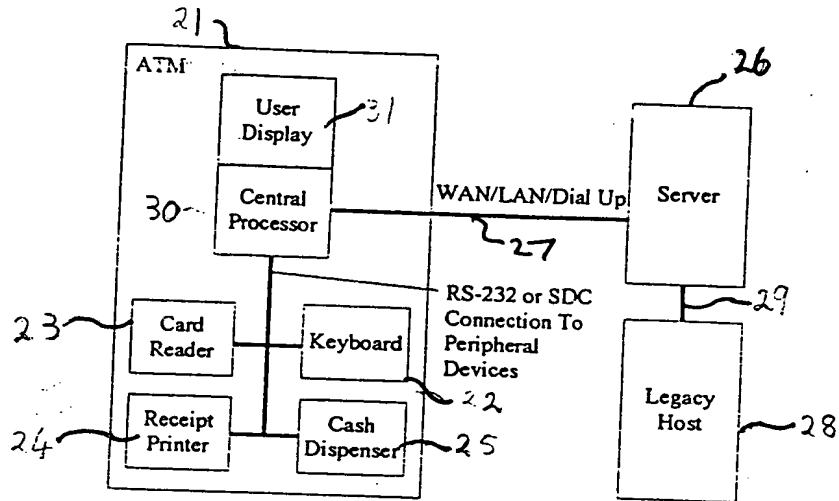 21
ATM
26
User
Display
31
Central
Processor
30
WAN/LAN/Dial Up
27
Server
RS-232 or SDC
Connection To
Peripheral
Devices
29
23
Card
Reader
Keyboard
22
Legacy
Host
28
24
Receipt
Printer
Cash
Dispenser
25